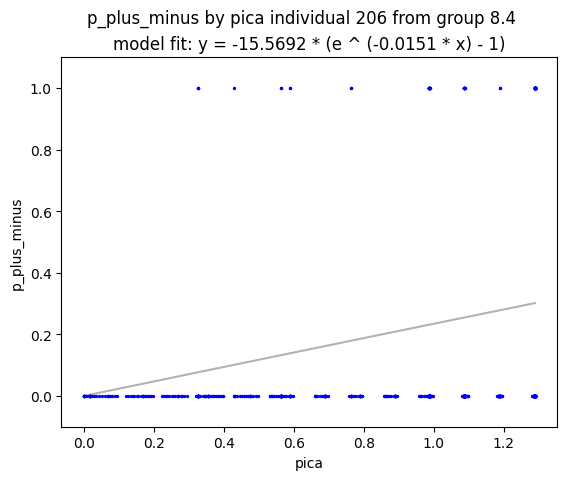 p_plus_minus by pica individual 206 from group 8.4
model fit: y = -15.5692 * (e ^ (-0.0151 * x) - 1)
1.0
0.8
0.6
0.4
0.2
0.0
p_plus_minus
0.0 0.2 0.4 0.6 0.8 1.0 1.2
pica